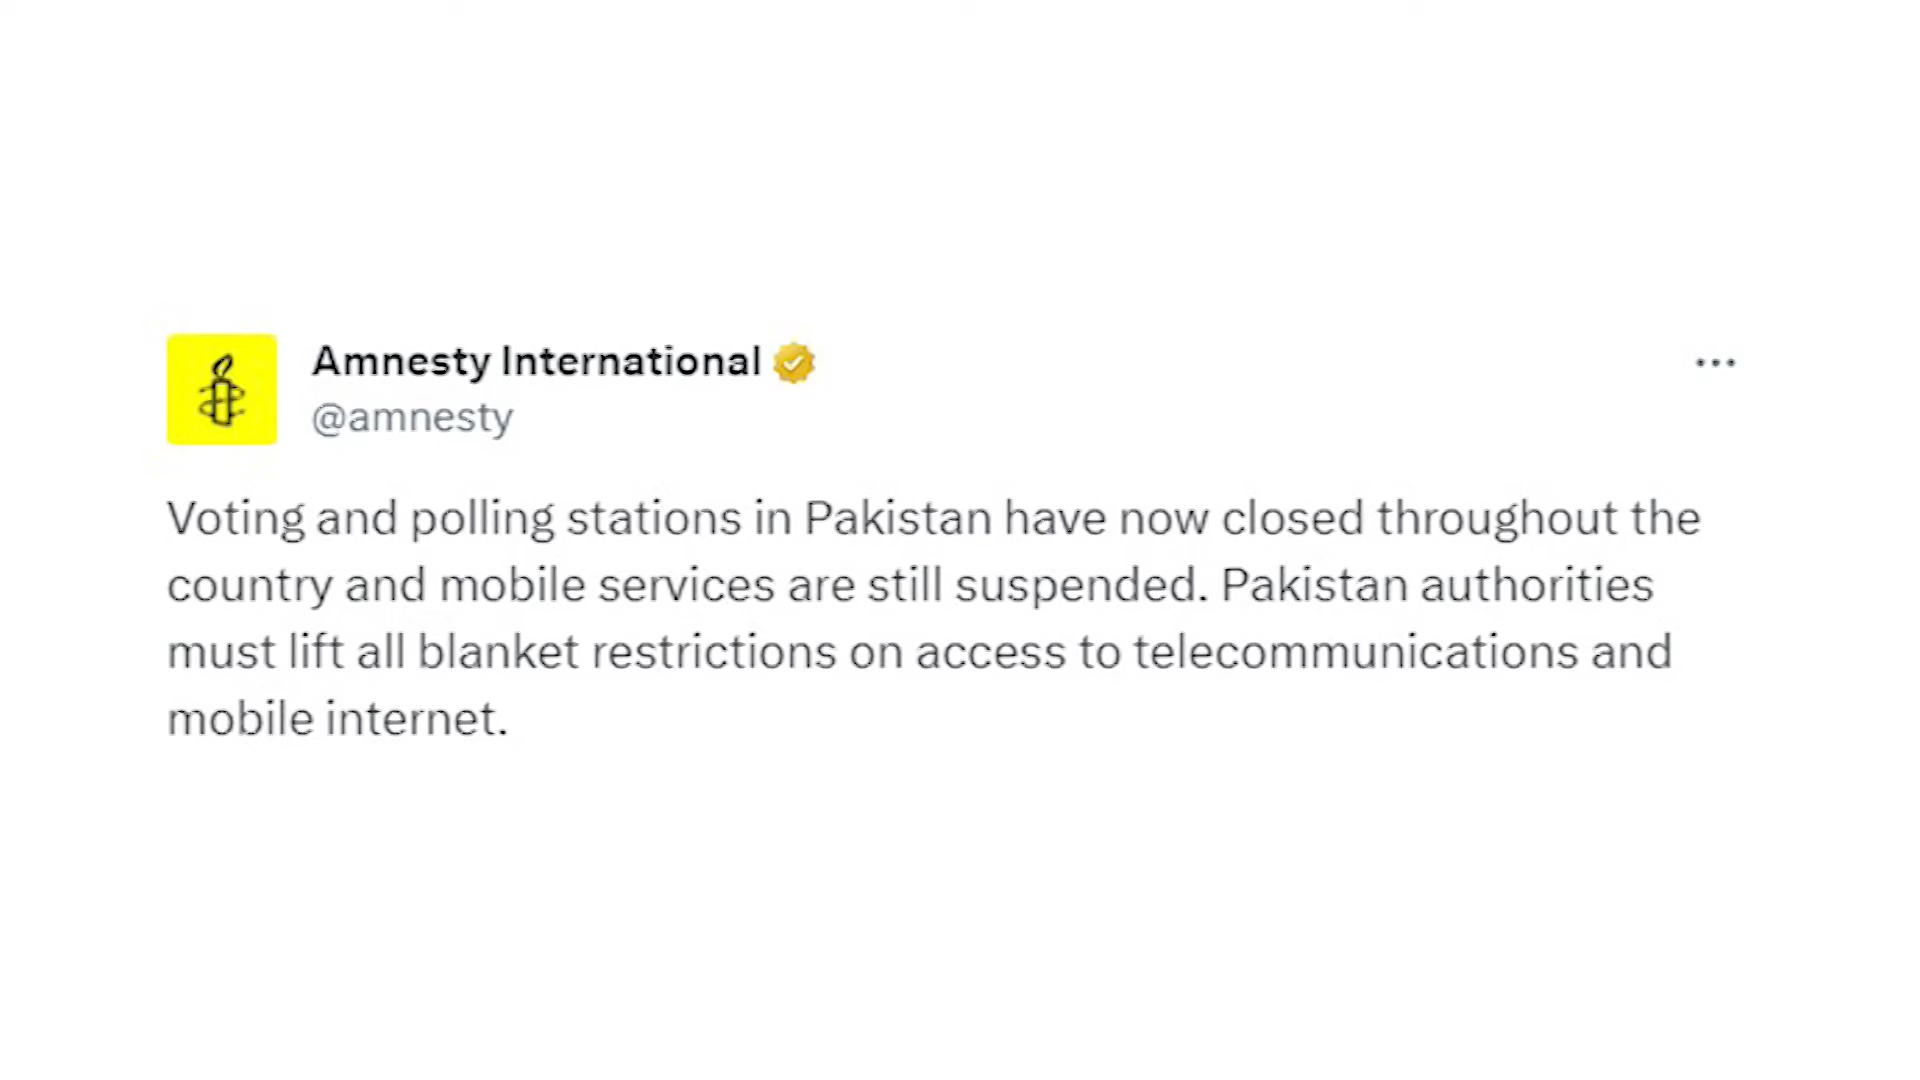 Amnesty International
@amnesty
Voting and polling stations in Pakistan have now closed throughout the
country and mobile services are still suspended. Pakistan authorities
must lift all blanket restrictions on access to telecommunications and
mobile internet.